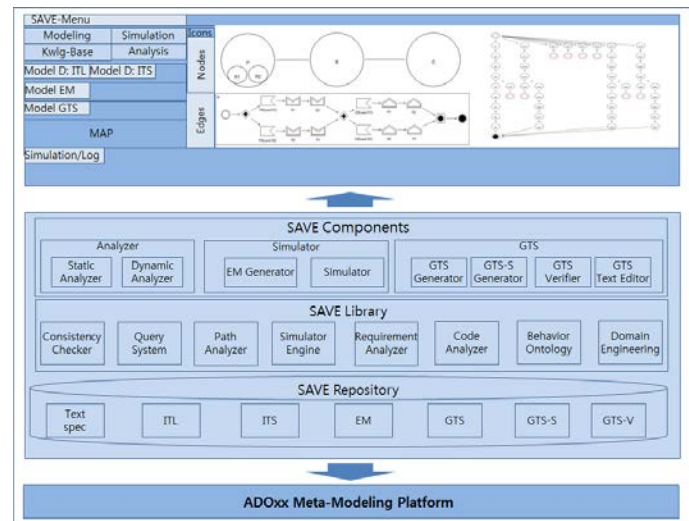 SAVE-Menu
Modeling Simulation
Kwlg-Base Analysis
Icons
Nodes
Edges
Model D: ITL Model D: ITS
Model EM
Model GTS
MAP
Simulation/Log
A B C
SAVE Components
Analyzer
Static
Analyzer
Dynamic
Analyzer
Simulator
EM Generator
Simulator
GTS
GTS
Generator
GTS-S
Generator
GTS
Verifier
GTS
Text Editor
SAVE Library
Consistency
Checker
Query
System
Path
Analyzer
Simulator
Engine
Requirement
Analyzer
Code
Analyzer
Behavior
Ontology
Domain
Engineering
SAVE Repository
Text
spec
ITL
ITS
EM
GTS
GTS-S
GTS-V
ADOxx Meta-Modeling Platform